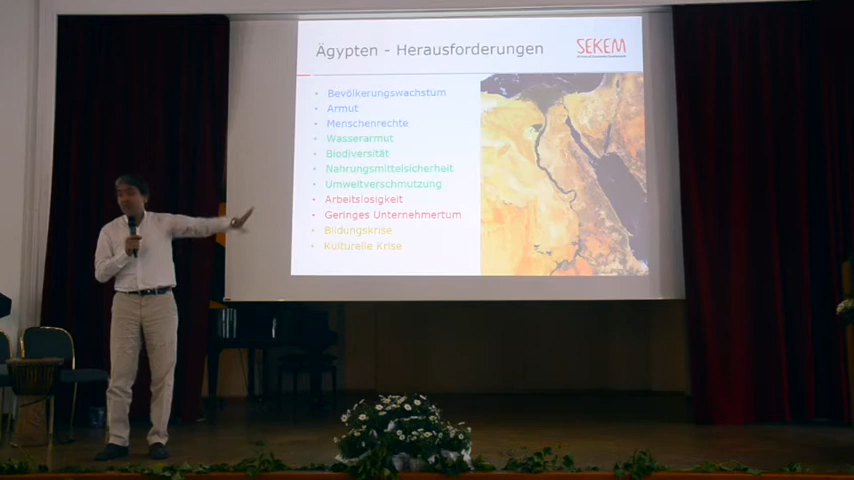 Ägypten - Herausforderungen
SEKEM
• Bevölkerungswachstum
• Armut
• Menschenrechte
• Wasserarmut
• Biodiversität
• Nahrungsmittelsicherheit
• Umweltverschmutzung
• Arbeitslosigkeit
• Geringes Unternehmertum
• Bildungskrise
• Kulturelle Krise